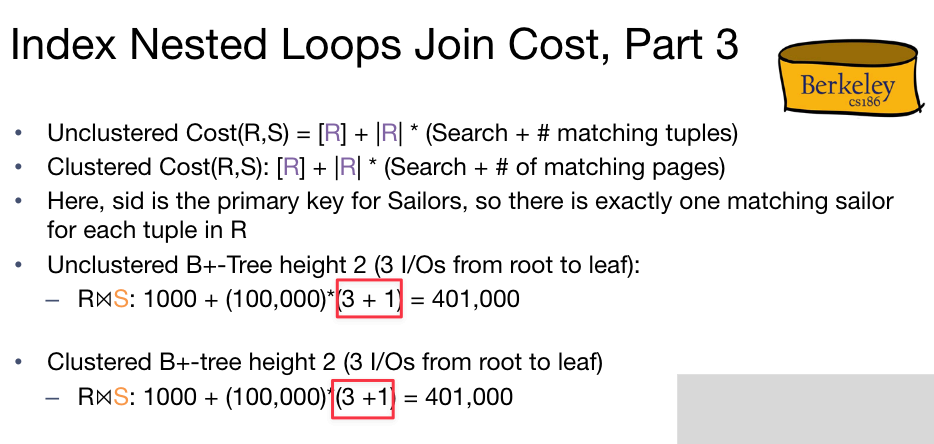 Index Nested Loops Join Cost, Part 3
Berkeley
cs186
• Unclustered Cost(R,S) = [R] + |R| * (Search + # matching tuples)
• Clustered Cost(R,S): [R] + |R| * (Search + # of matching pages)
• Here, sid is the primary key for Sailors, so there is exactly one matching sailor
for each tuple in R
• Unclustered B+-Tree height 2 (3 I/Os from root to leaf):
– R⋈S: 1000 + (100,000)*(3 + 1) = 401,000
• Clustered B+-tree height 2 (3 I/Os from root to leaf)
– R⋈S: 1000 + (100,000)*(3 +1) = 401,000